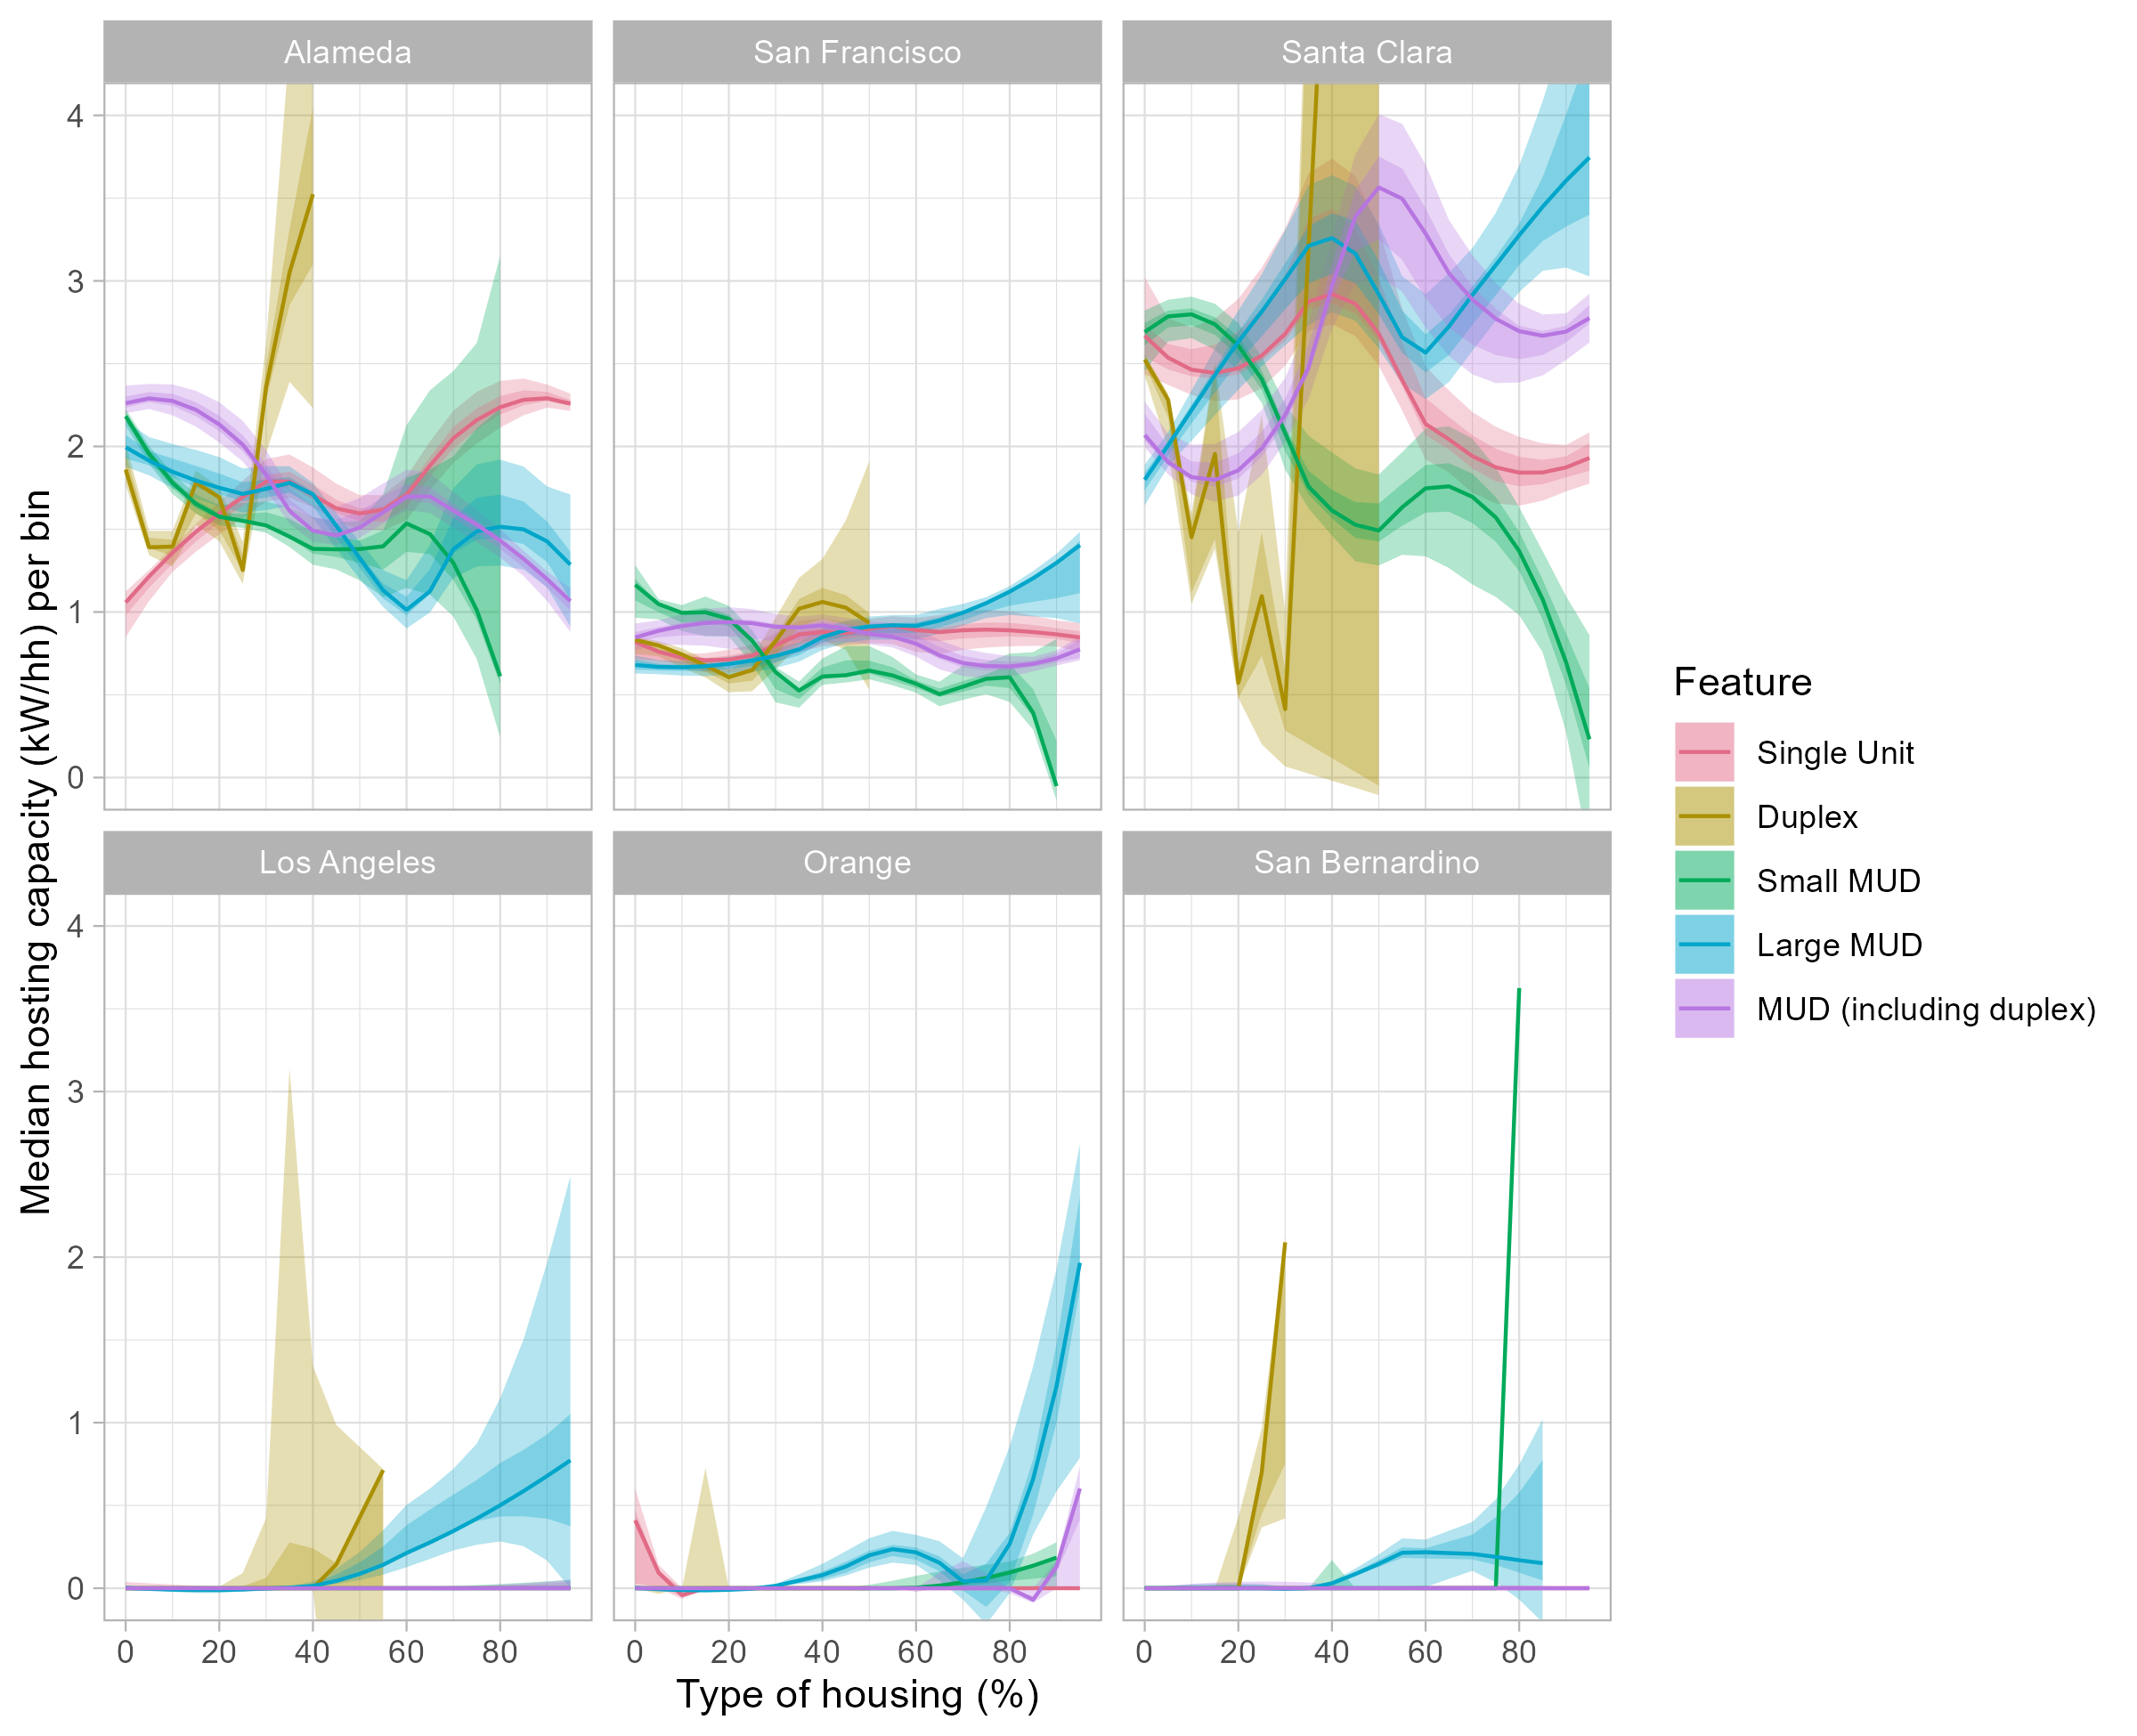 Alameda
San Francisco
Santa Clara
4
3
2
1
0
Los Angeles
Orange
San Bernardino
4
3
2
1
0
0 20 40 60 80
0 20 40 60 80
0 20 40 60 80
Type of housing (%)
Median hosting capacity (kW/hh) per bin
Feature
Single Unit
Duplex
Small MUD
Large MUD
MUD (including duplex)